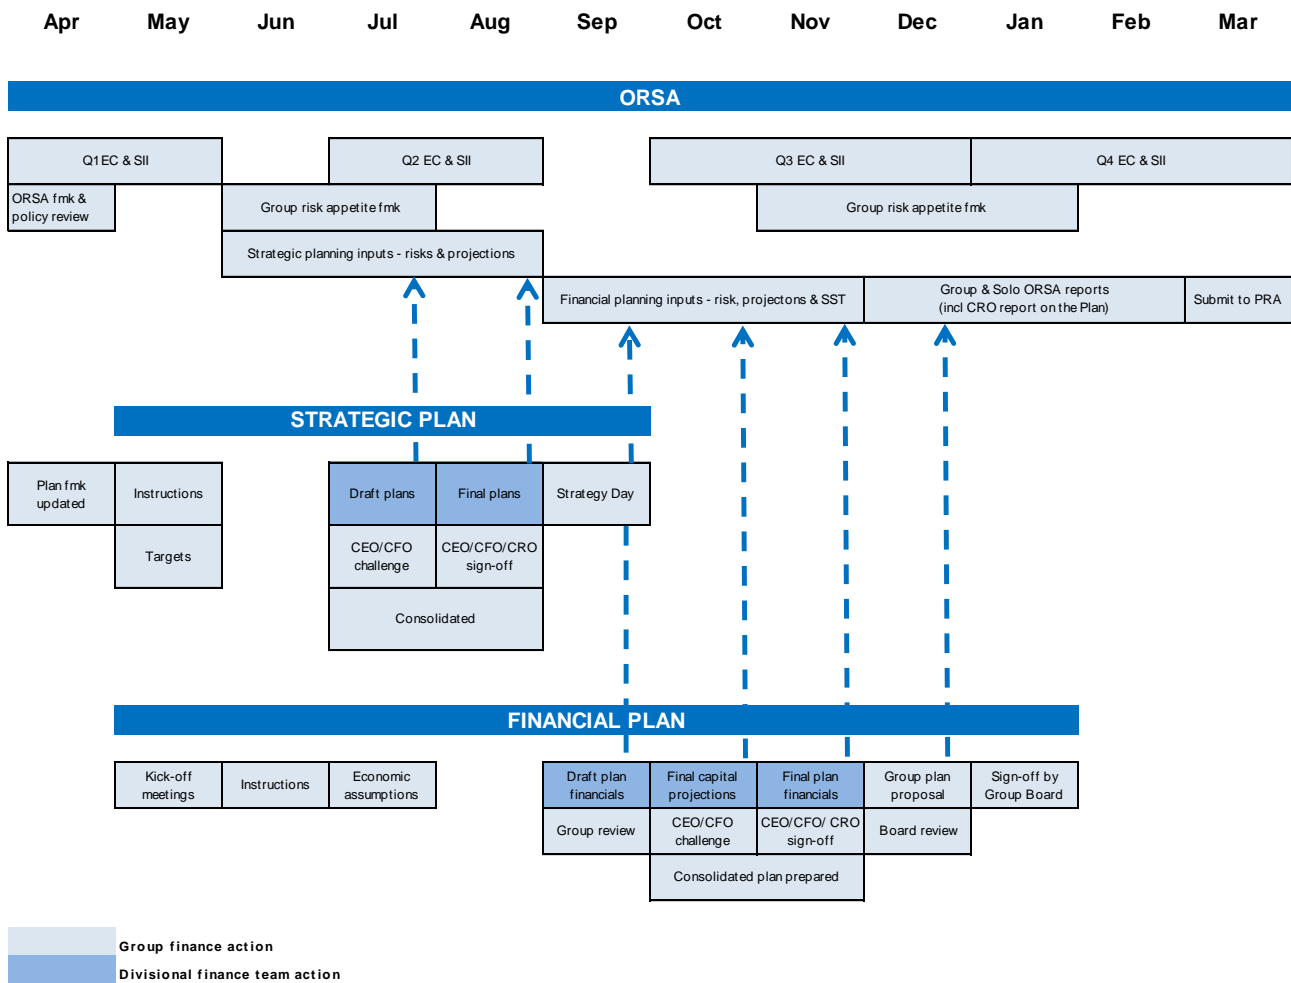 Apr May Jun Jul Aug Sep Oct Nov Dec Jan Feb Mar
ORSA
Q1 EC & SII Q2 EC & SII Q3 EC & SII Q4 EC & SII
ORSA fmk &
policy review
Group risk appetite fmk Group risk appetite fmk
Strategic planning inputs - risks & projections
Financial planning inputs - risk, projectons & SST
Group & Solo ORSA reports
(incl CRO report on the Plan)
Submit to PRA
STRATEGIC PLAN
Plan fmk
updated
Instructions
Draft plans
Final plans
Strategy Day
Targets
CEO/CFO
challenge
CEO/CFO/CRO
sign-off
Consolidated
FINANCIAL PLAN
Kick-off
meetings
Instructions
Economic
assumptions
Draft plan
financials
Final capital
projections
Final plan
financials
Group plan
proposal
Sign-off by
Group Board
Group review
CEO/CFO
challenge
CEO/CFO/ CRO
sign-off
Board review
Consolidated plan prepared
Group finance action
Divisional finance team action